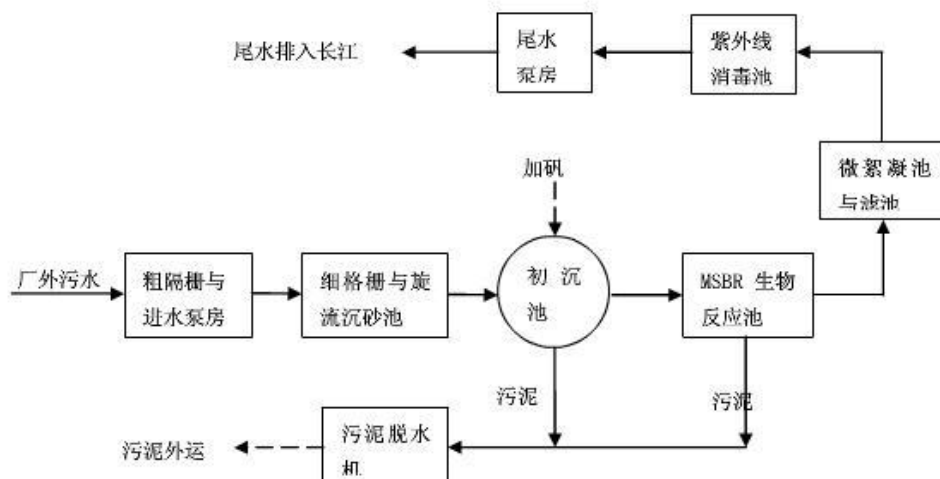 尾水排入长江
尾水
泵房
紫外线
消毒池
微絮凝池
与滤池
加矾
厂外污水
粗隔栅与
进水泵房
细格栅与旋
流沉砂池
初沉
池
MSBR 生物
反应池
污泥
污泥
污泥外运
污泥脱水
机